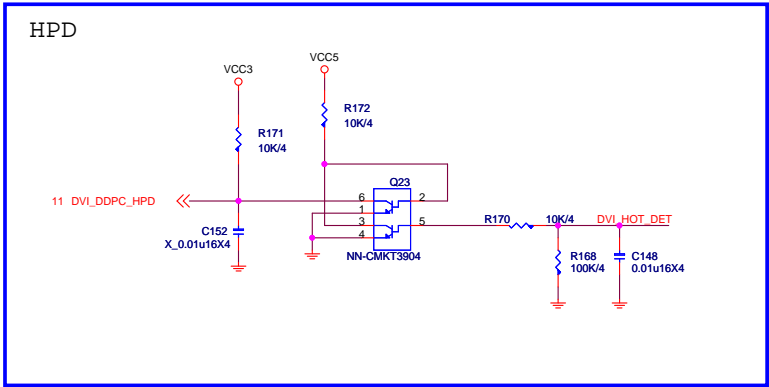 HPD
VCC3
VCC5
R171
10K/4
R172
10K/4
11 DVI_DDPC_HPD
C152
X_0.01u16X4
Q23
6
1
3
4
2
5
NN-CMKT3904
R170
10K/4
DVI_HOT_DET
R168
100K/4
C148
0.01u16X4